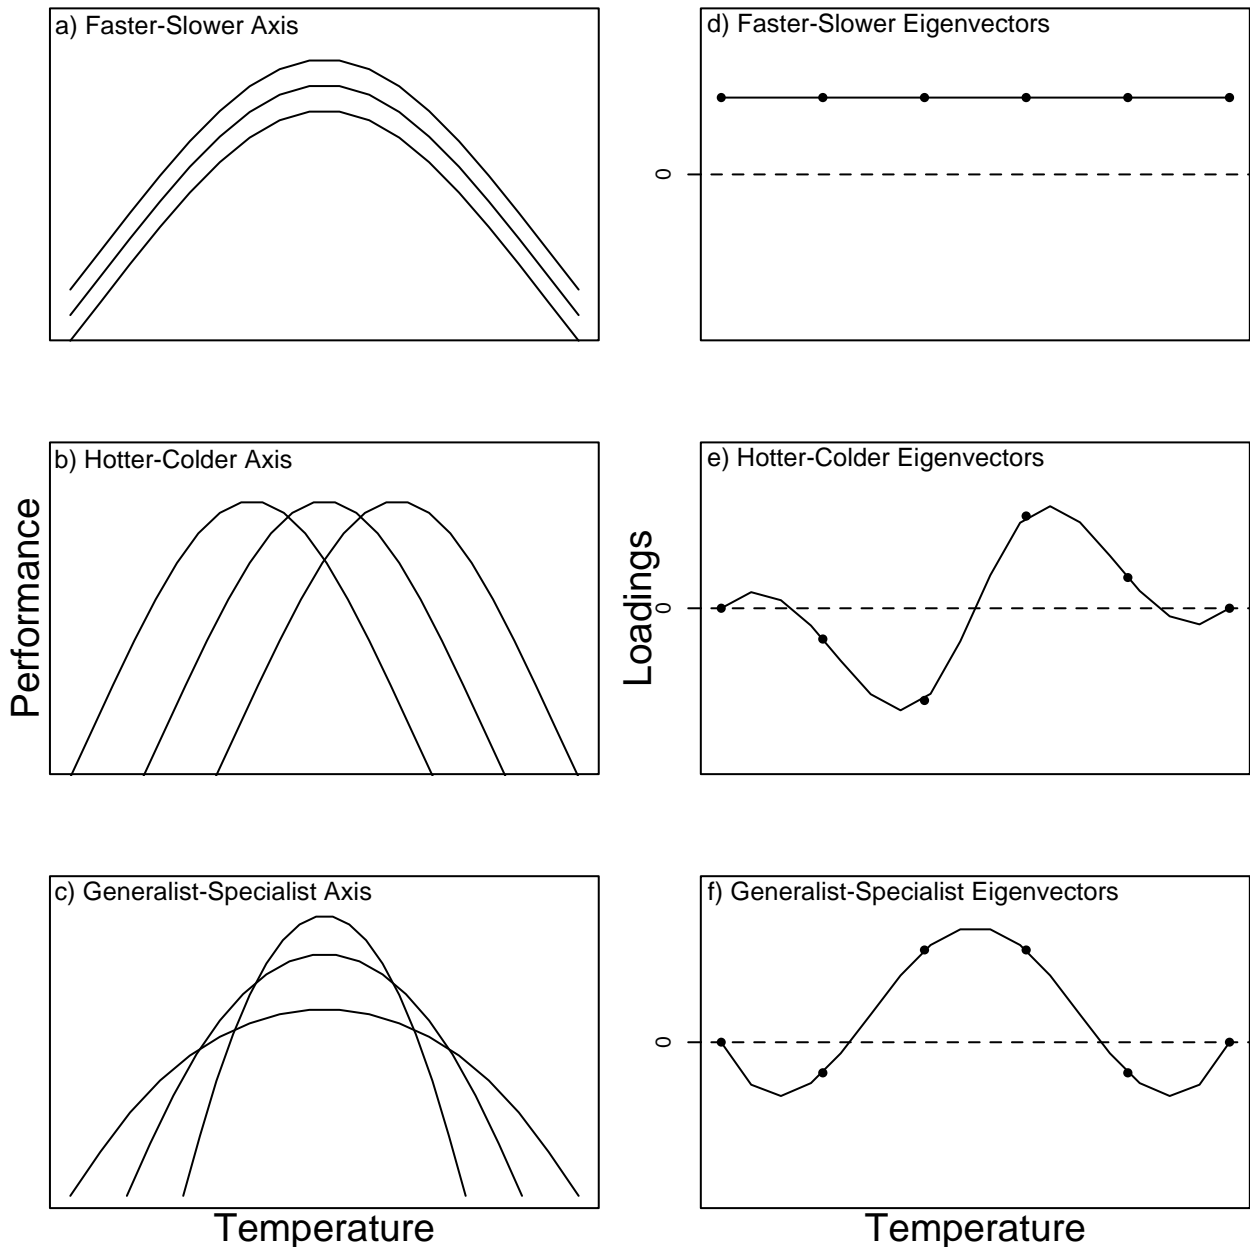 a) Faster-Slower Axis
d) Faster-Slower Eigenvectors
0
b) Hotter-Colder Axis
e) Hotter-Colder Eigenvectors
Performance
Loadings
0
c) Generalist-Specialist Axis
f) Generalist-Specialist Eigenvectors
0
Temperature
Temperature